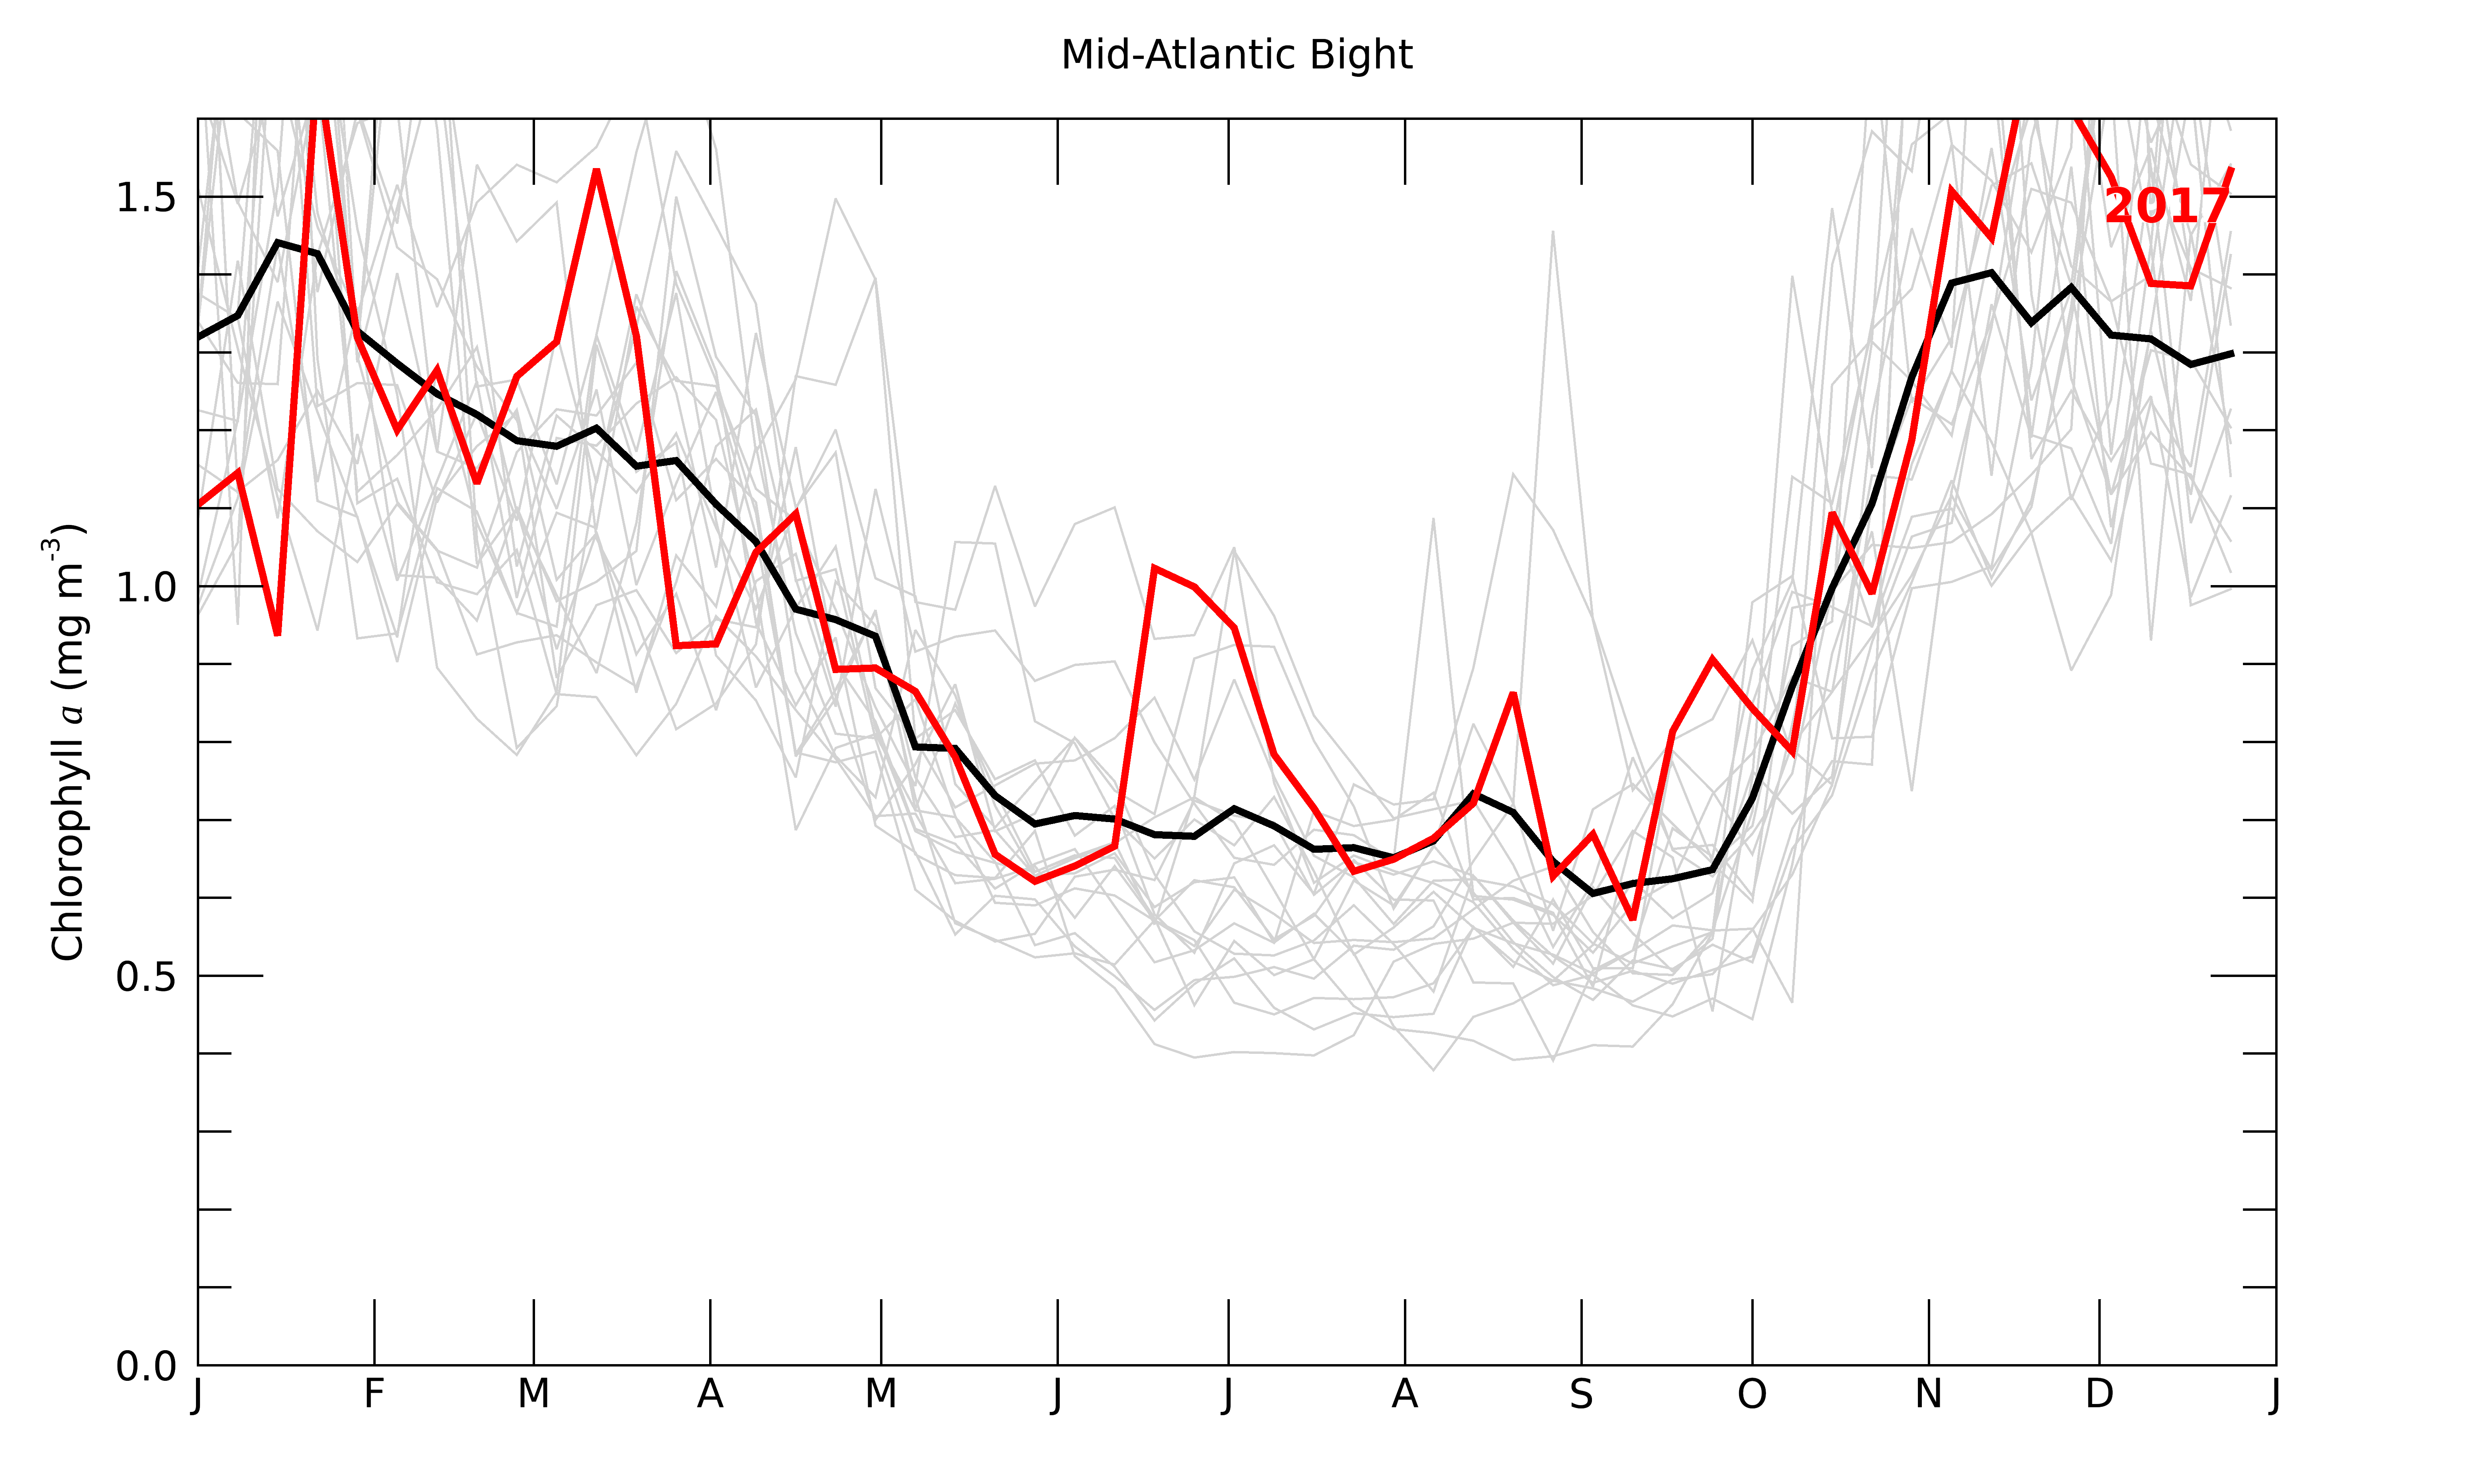 Mid-Atlantic Bight
Chlorophyll a (mg m⁻³)
1.5
1.0
0.5
0.0
2017
J F M A M J J A S O N D J